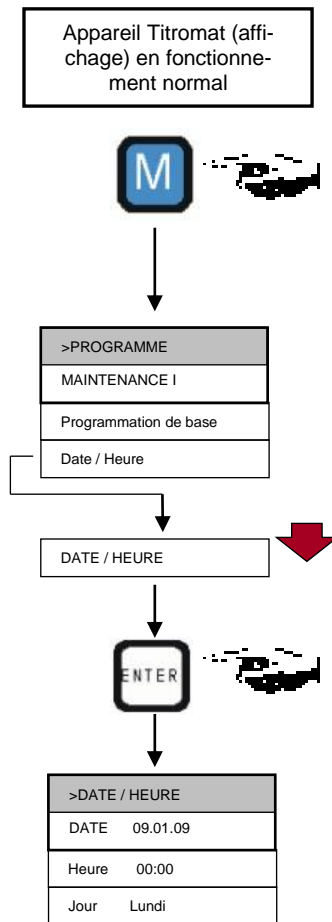 Appareil Titromat (affi-
chage) en fonctionne-
ment normal
M
>PROGRAMME
MAINTENANCE I
Programmation de base
Date / Heure
DATE / HEURE
ENTER
>DATE / HEURE
DATE 09.01.09
Heure 00:00
Jour Lundi